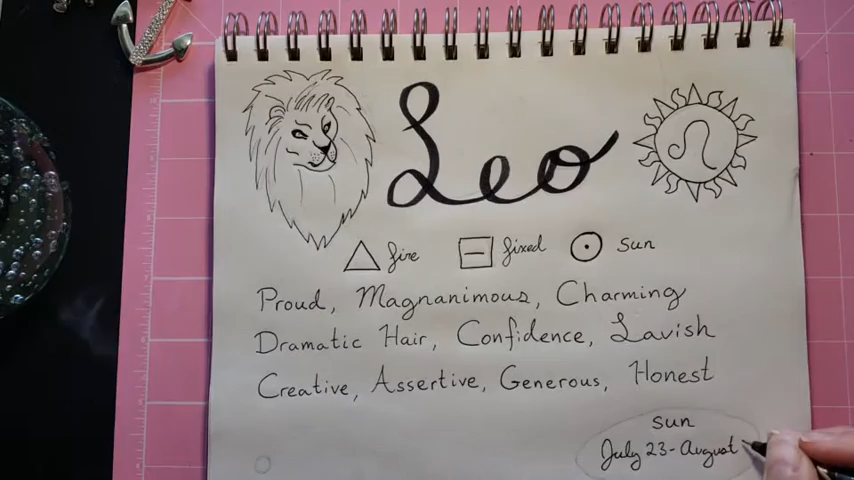 Leo
fire fixed sun
Proud, Magnanimous, Charming
Dramatic Hair, Confidence, Lavish
Creative, Assertive, Generous, Honest
sun
July 23-August